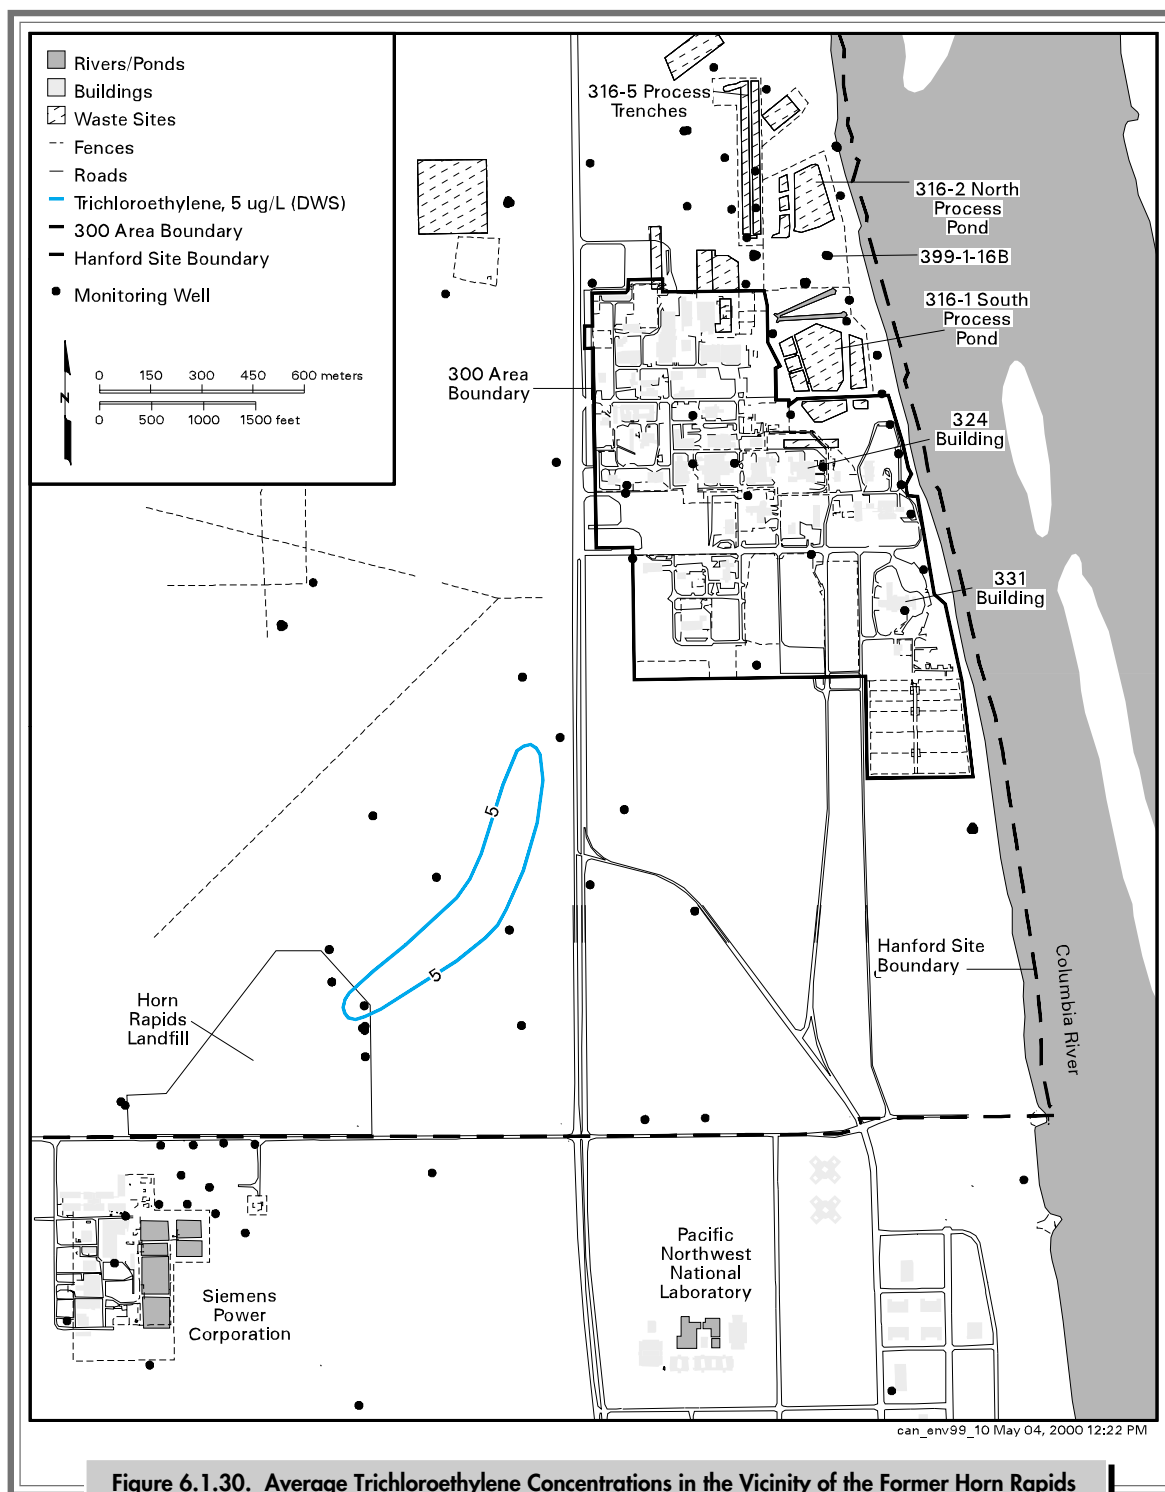 Rivers/Ponds
Buildings
Waste Sites
Fences
Roads
Trichloroethylene, 5 ug/L (DWS)
300 Area Boundary
Hanford Site Boundary
Monitoring Well
N
0 150 300 450 600 meters
0 500 1000 1500 feet
316-5 Process
Trenches
316-2 North
Process
Pond
399-1-16B
316-1 South
Process
Pond
300 Area
Boundary
324
Building
331
Building
5
5
Hanford Site
Boundary
Columbia River
Horn
Rapids
Landfill
Siemens
Power
Corporation
Pacific
Northwest
National
Laboratory
can_env99_10 May 04, 2000 12:22 PM
Figure 6.1.30. Average Trichloroethylene Concentrations in the Vicinity of the Former Horn Rapids